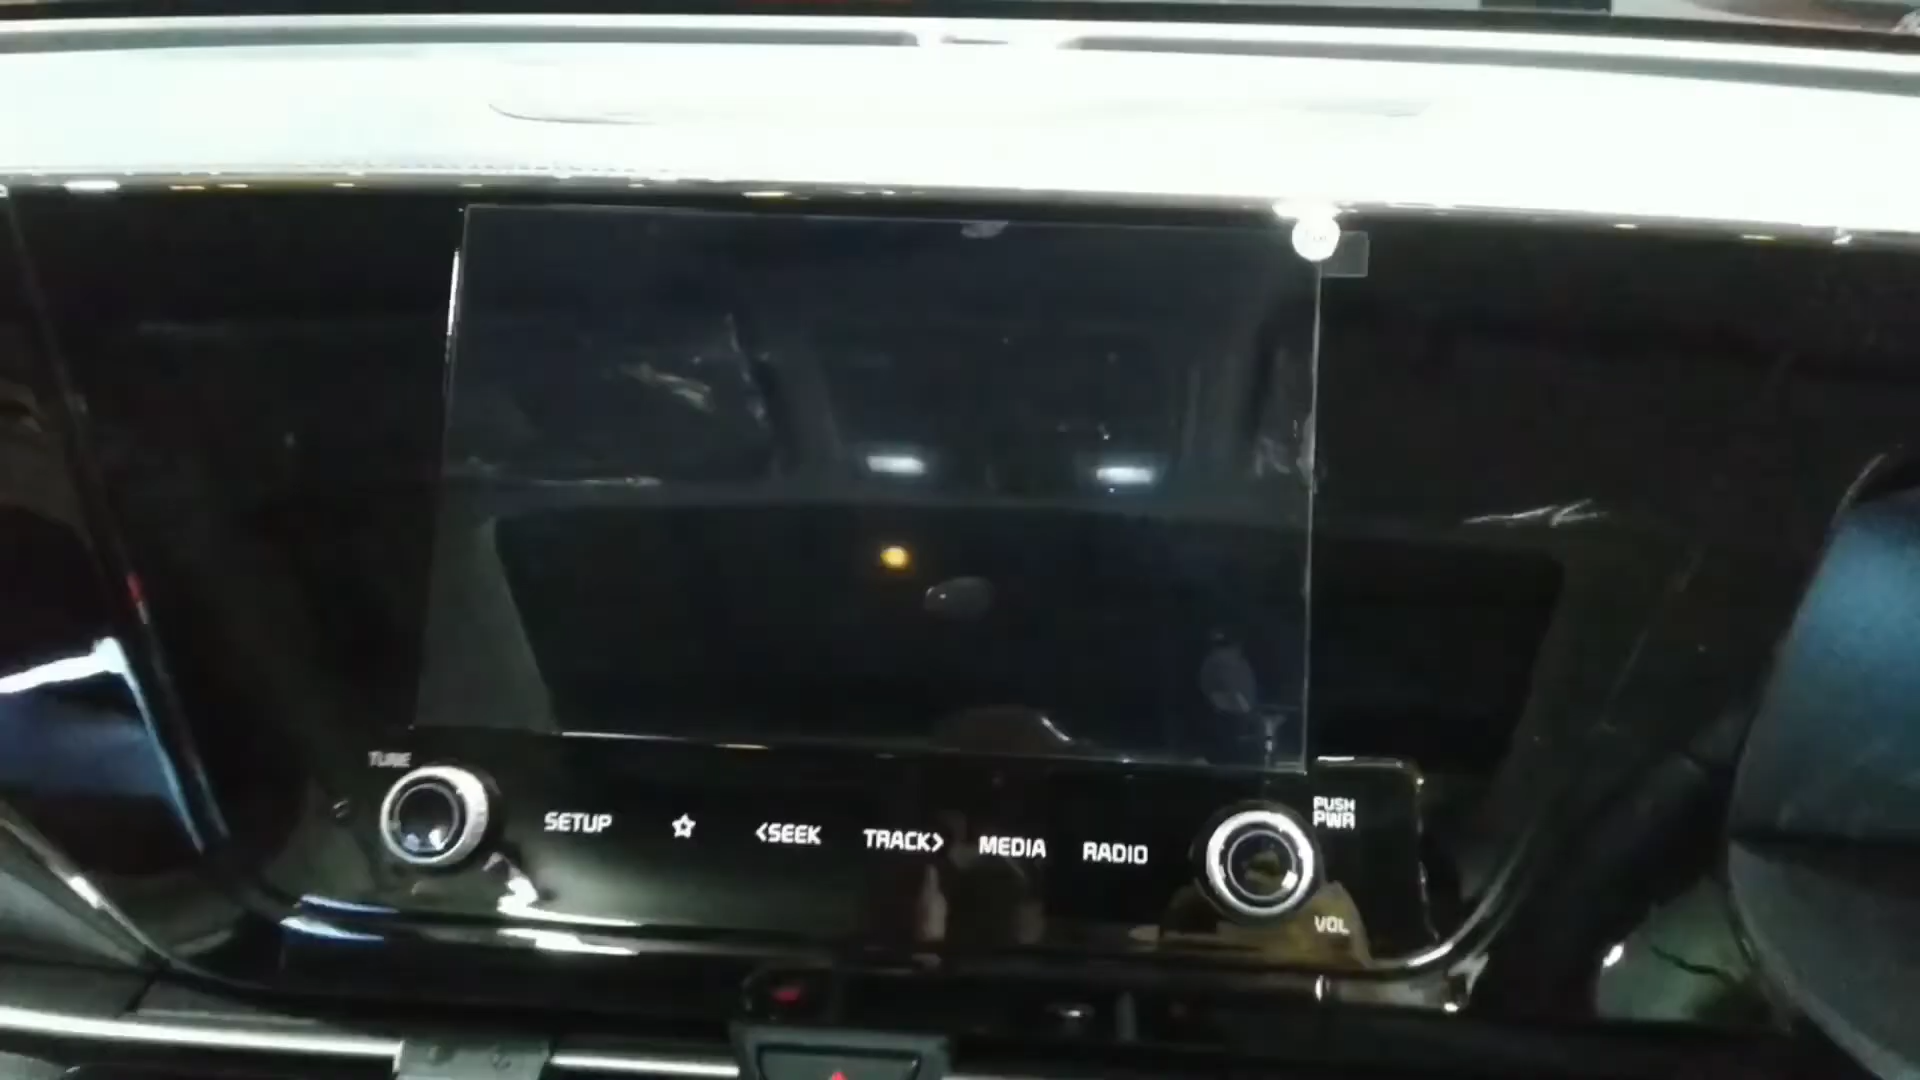 TUNE
SETUP ☆ <SEEK TRACK> MEDIA RADIO
PUSH
PWR
VOL